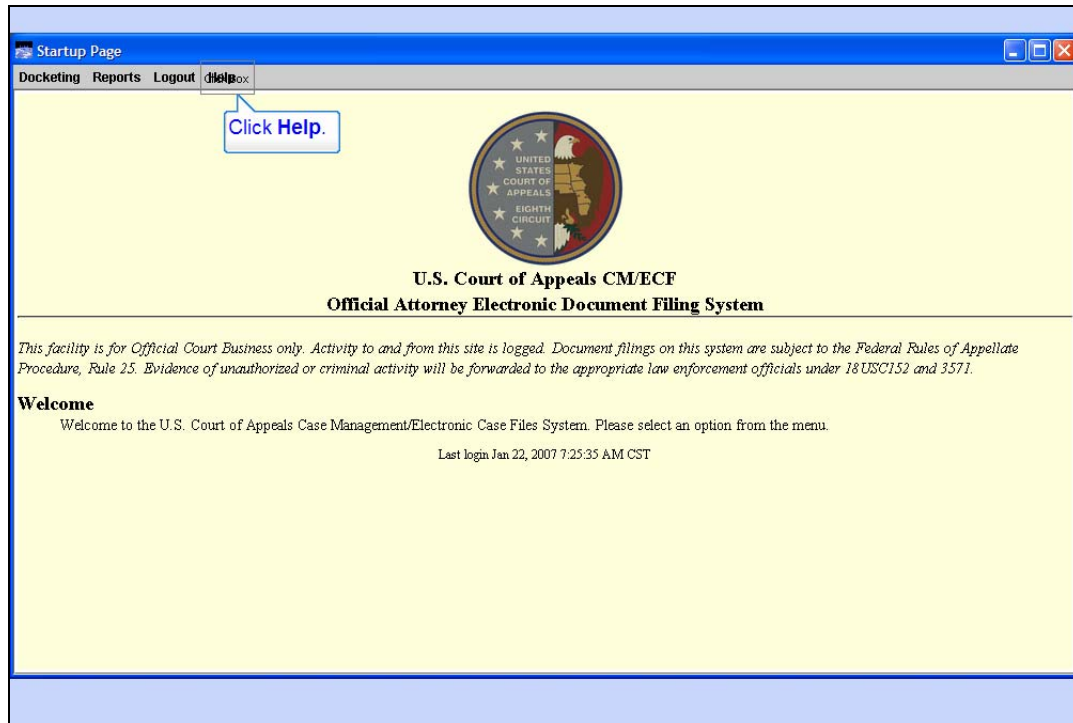 Startup Page
Docketing Reports Logout Help
Click Help.
UNITED
STATES
COURT OF
APPEALS
EIGHTH
CIRCUIT
U.S. Court of Appeals CM/ECF
Official Attorney Electronic Document Filing System
This facility is for Official Court Business only. Activity to and from this site is logged. Document filings on this system are subject to the Federal Rules of Appellate
Procedure, Rule 25. Evidence of unauthorized or criminal activity will be forwarded to the appropriate law enforcement officials under 18USC152 and 3571.
Welcome
Welcome to the U.S. Court of Appeals Case Management/Electronic Case Files System. Please select an option from the menu.
Last login Jan 22, 2007 7:25:35 AM CST